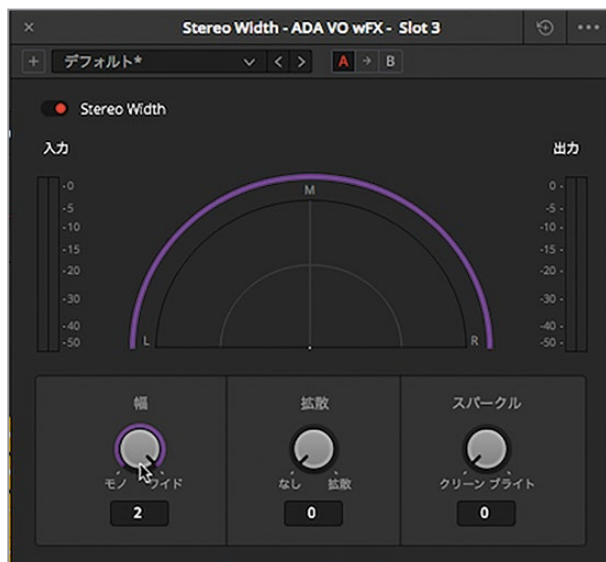 Stereo Width - ADA VO wFX - Slot 3
デフォルト*
A
B
Stereo Width
入力
出力
-0
-5
-10
-15
-20
-30
-40
-50
M
L
R
0 -
-5 -
-10 -
-15 -
-20 -
-30 -
-40 -
-50 -
幅
拡散
スパークル
モノ ワイド
なし 拡散
クリーン ブライト
2
0
0